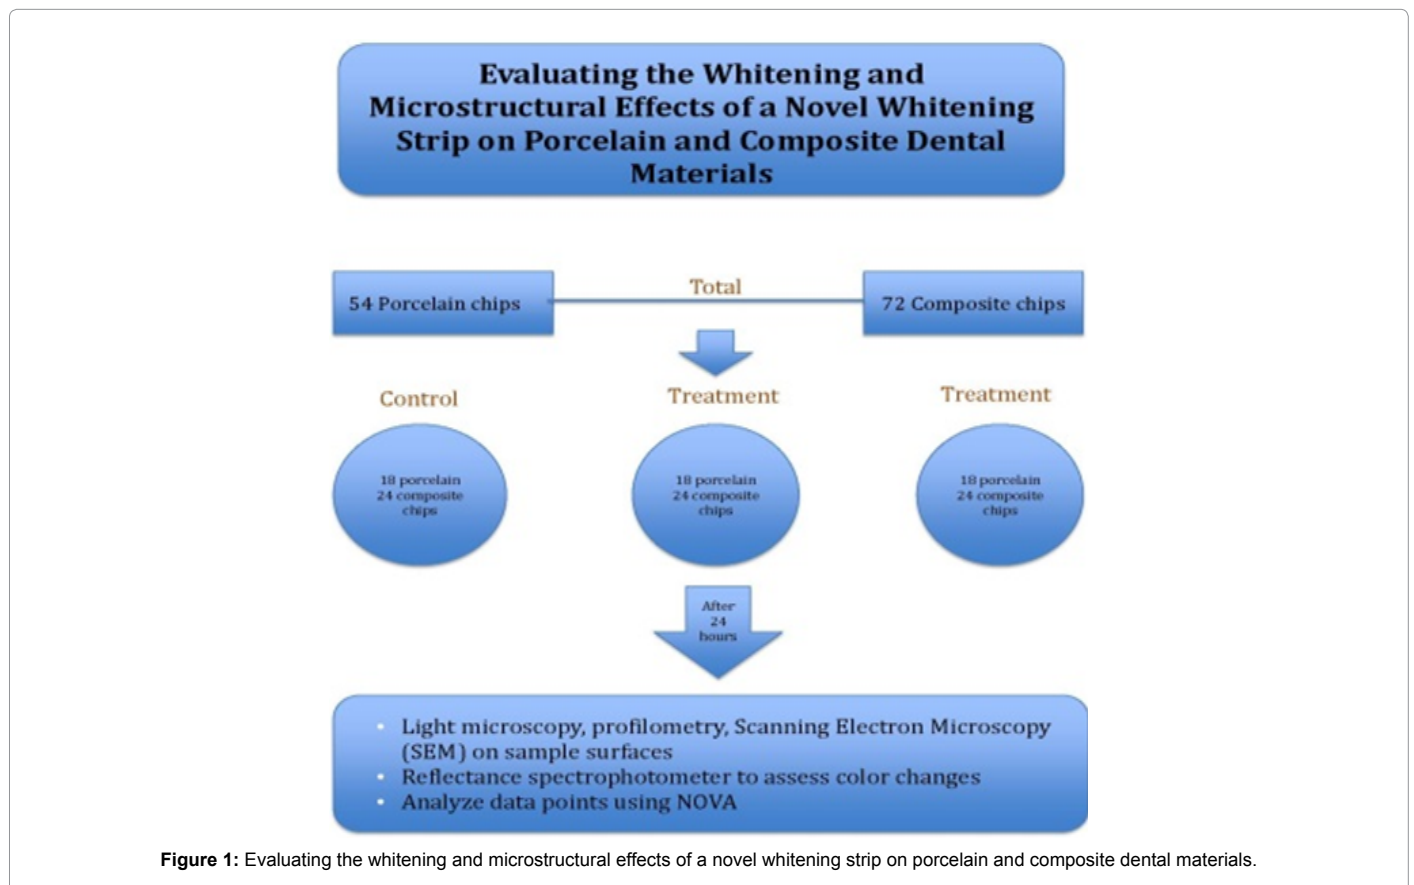 Evaluating the Whitening and
Microstructural Effects of a Novel Whitening
Strip on Porcelain and Composite Dental
Materials
54 Porcelain chips
Total
72 Composite chips
Control
Treatment
Treatment
18 porcelain
24 composite
chips
18 porcelain
24 composite
chips
18 porcelain
24 composite
chips
After
24
hours
• Light microscopy, profilometry, Scanning Electron Microscopy
(SEM) on sample surfaces
• Reflectance spectrophotometer to assess color changes
• Analyze data points using NOVA
Figure 1: Evaluating the whitening and microstructural effects of a novel whitening strip on porcelain and composite dental materials.